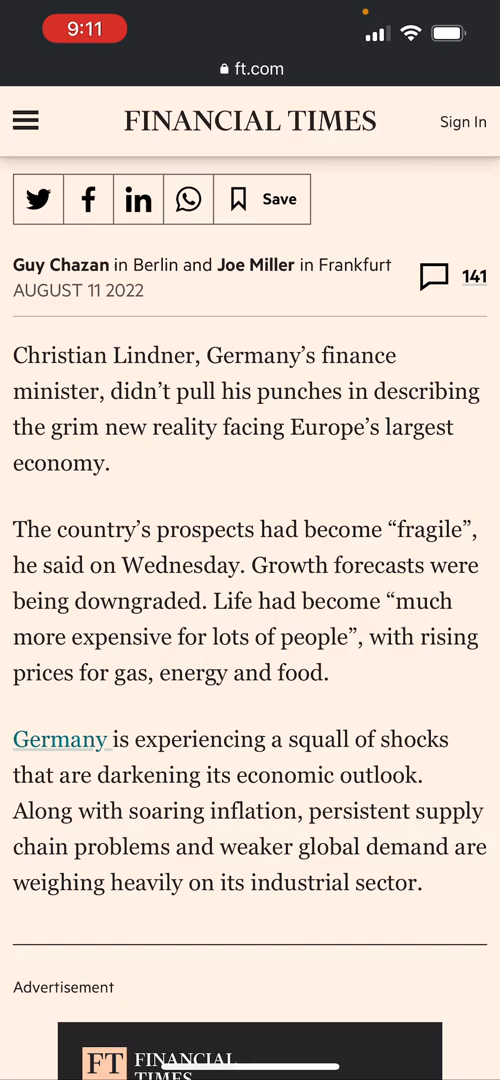 9:11
ft.com
FINANCIAL TIMES
Sign In
Save
Guy Chazan in Berlin and Joe Miller in Frankfurt
AUGUST 11 2022
141
Christian Lindner, Germany's finance
minister, didn't pull his punches in describing
the grim new reality facing Europe's largest
economy.
The country's prospects had become “fragile”,
he said on Wednesday. Growth forecasts were
being downgraded. Life had become “much
more expensive for lots of people”, with rising
prices for gas, energy and food.
Germany is experiencing a squall of shocks
that are darkening its economic outlook.
Along with soaring inflation, persistent supply
chain problems and weaker global demand are
weighing heavily on its industrial sector.
Advertisement
FT FINANCIAL
TIMES